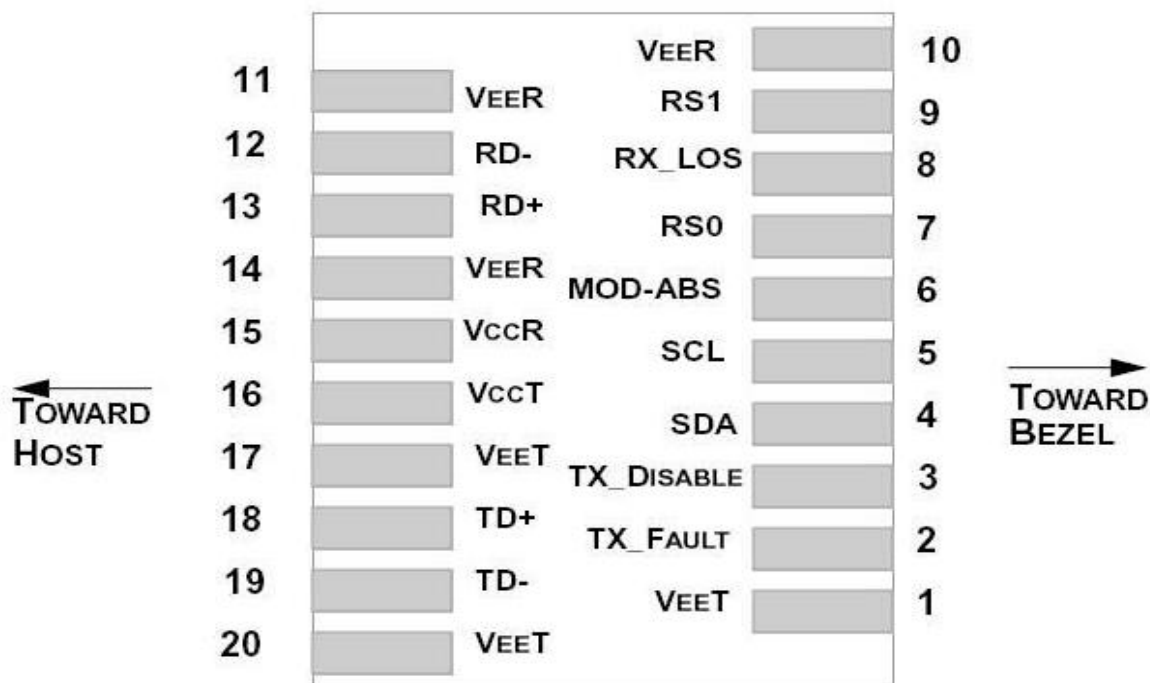 VEER 10
11 VEER
RS1 9
12 RD-
RX_LOS 8
13 RD+
RS0 7
14 VEER
MOD-ABS 6
15 VCCR
SCL 5
16 VCCT
TOWARD
HOST
TOWARD
BEZEL
SDA 4
17 VEET
TX_DISABLE 3
18 TD+
TX_FAULT 2
19 TD-
VEET 1
20 VEET